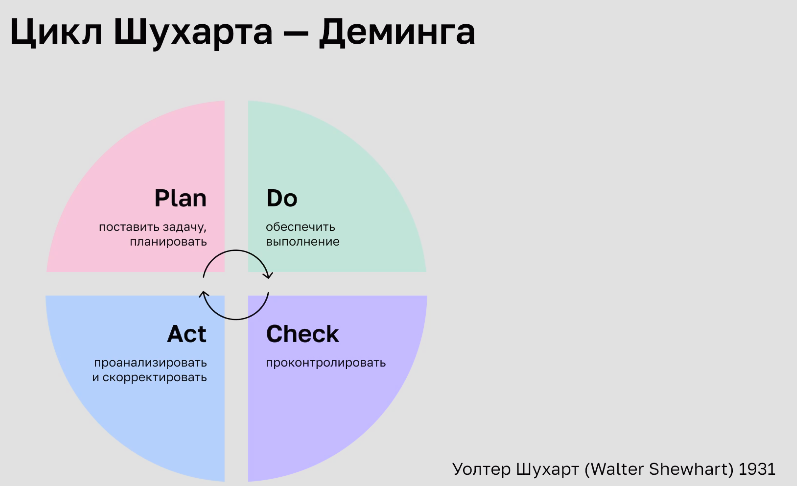 Цикл Шухарта — Деминга
Plan
поставить задачу,
планировать
Do
обеспечить
выполнение
Act
проанализировать
и скорректировать
Check
проконтролировать
Уолтер Шухарт (Walter Shewhart) 1931